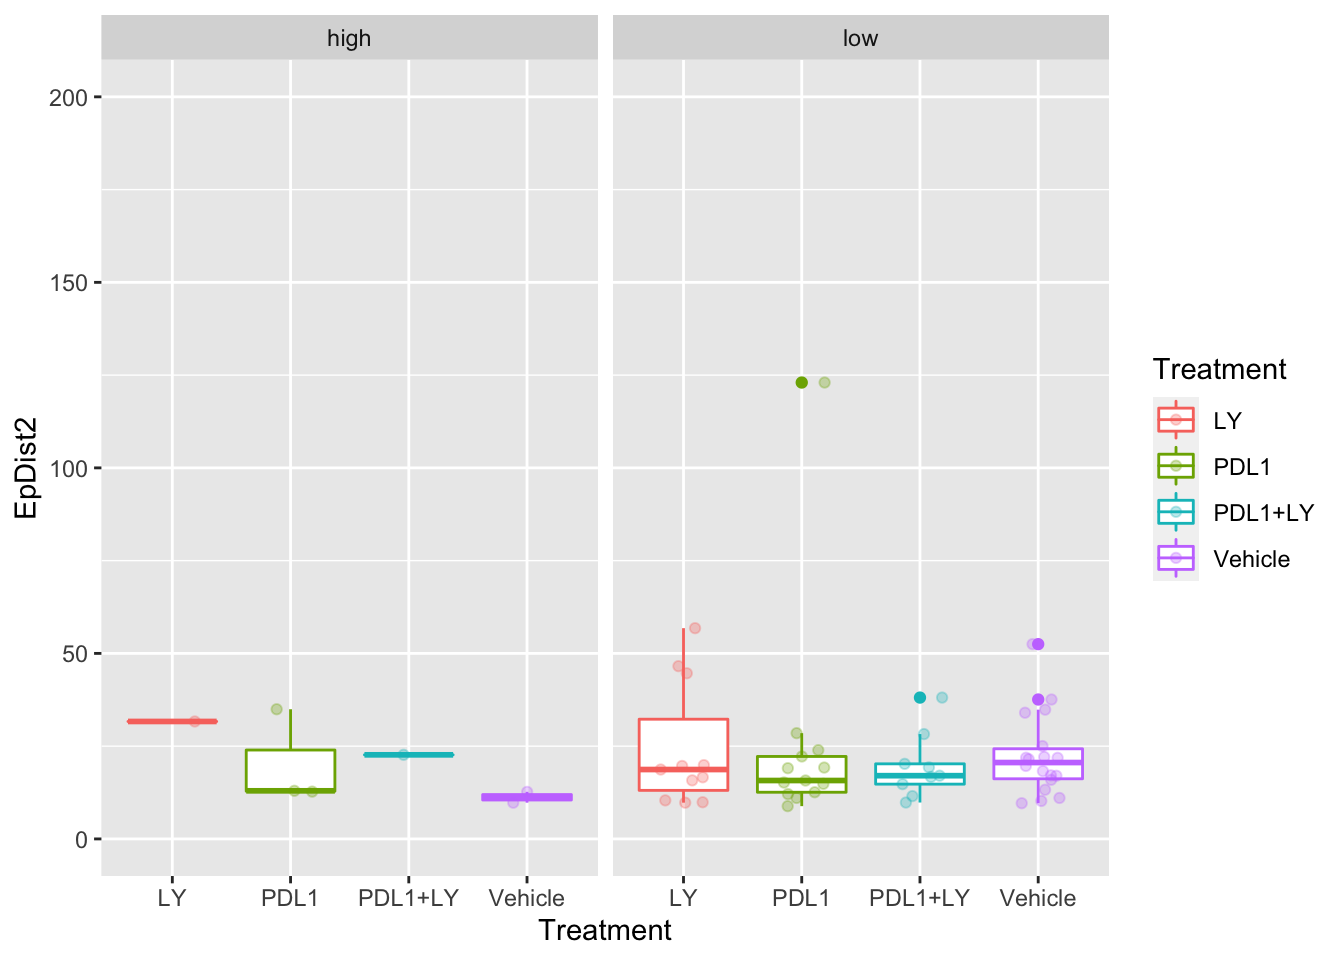 high
low
200
150
100
50
0
EpDist2
LY PDL1 PDL1+LY Vehicle
LY PDL1 PDL1+LY Vehicle
Treatment
Treatment
LY
PDL1
PDL1+LY
Vehicle